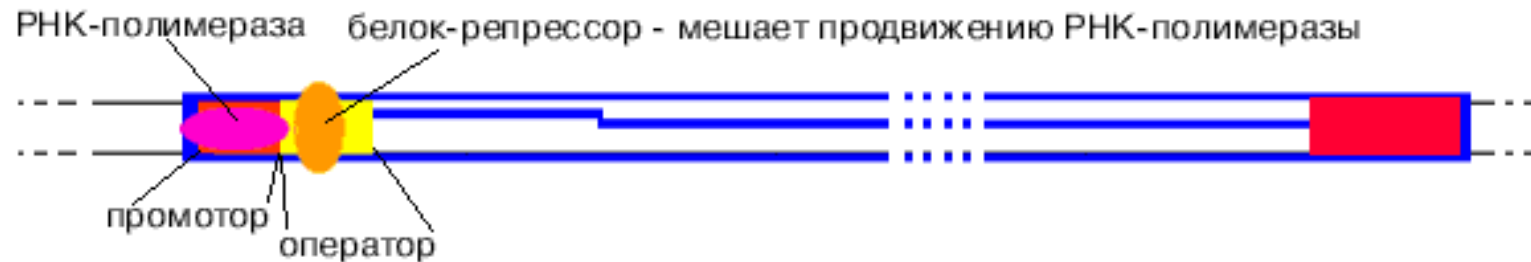 РНК-полимераза
белок-репрессор - мешает продвижению РНК-полимеразы
промотор
оператор